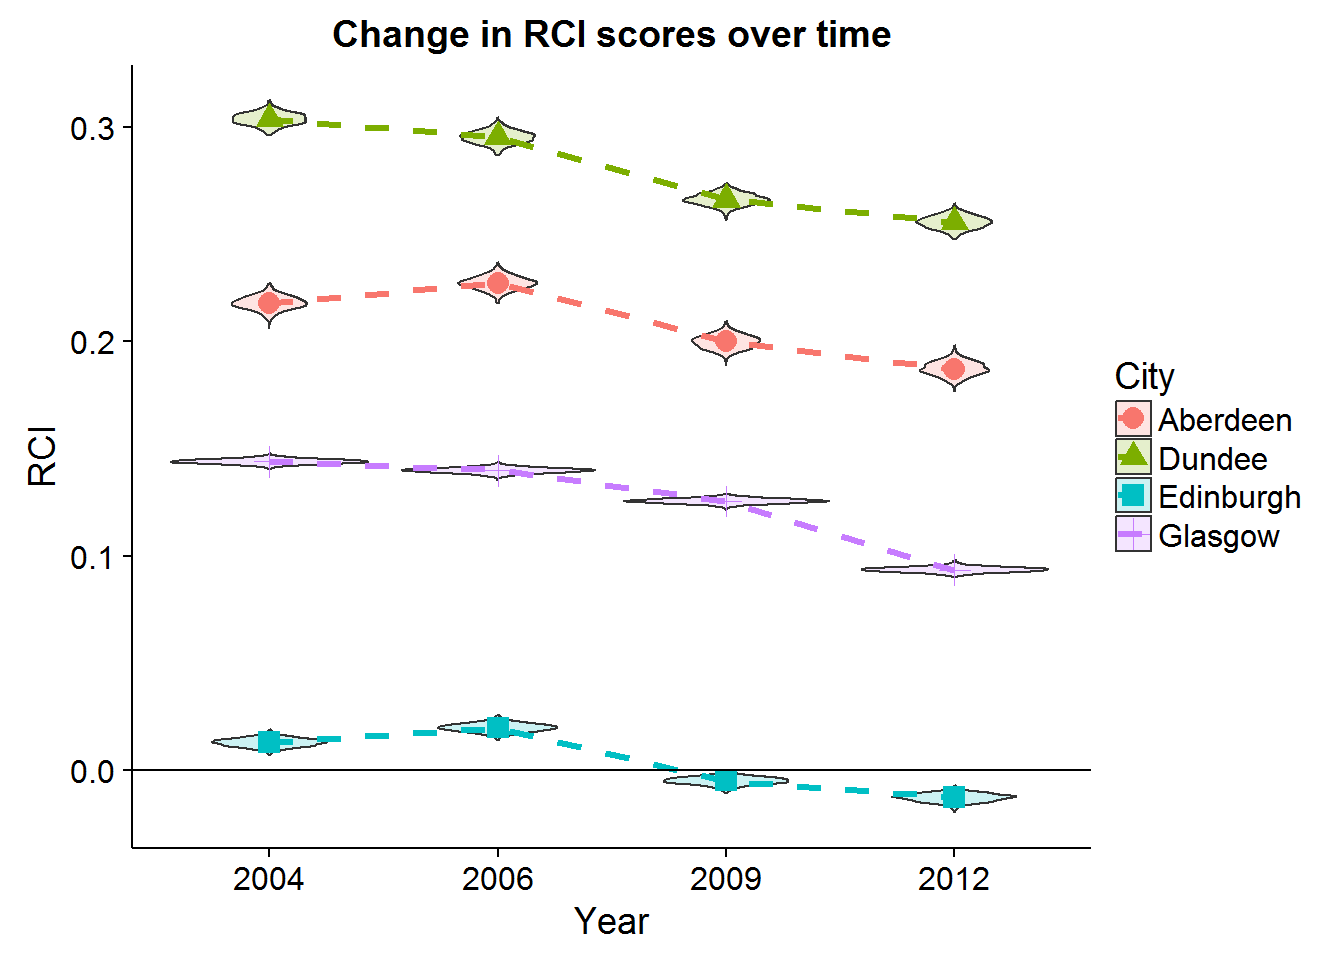 Change in RCI scores over time
RCI
0.3
0.2
0.1
0.0
2004 2006 2009 2012
Year
City
Aberdeen
Dundee
Edinburgh
Glasgow